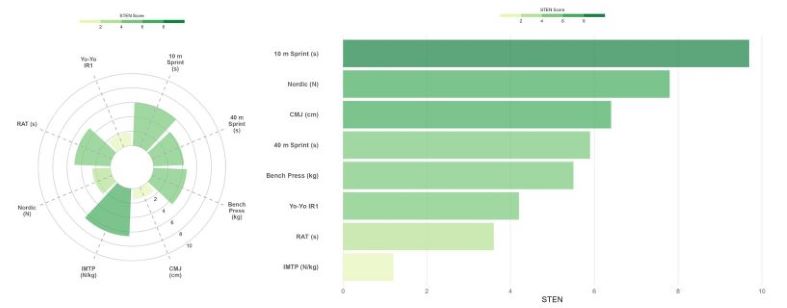 STEN Score
2 4 6 8
Yo-Yo
IR1
10 m
Sprint
(s)
RAT (s)
40 m
Sprint
(s)
Nordic
(N)
Bench
Press
(kg)
IMTP
(N/kg)
CMJ
(cm)
2
4
6
8
10
STEN Score
2 4 6 8
10 m Sprint (s)
Nordic (N)
CMJ (cm)
40 m Sprint (s)
Bench Press (kg)
Yo-Yo IR1
RAT (s)
IMTP (N/kg)
0 2 4 6 8 10
STEN